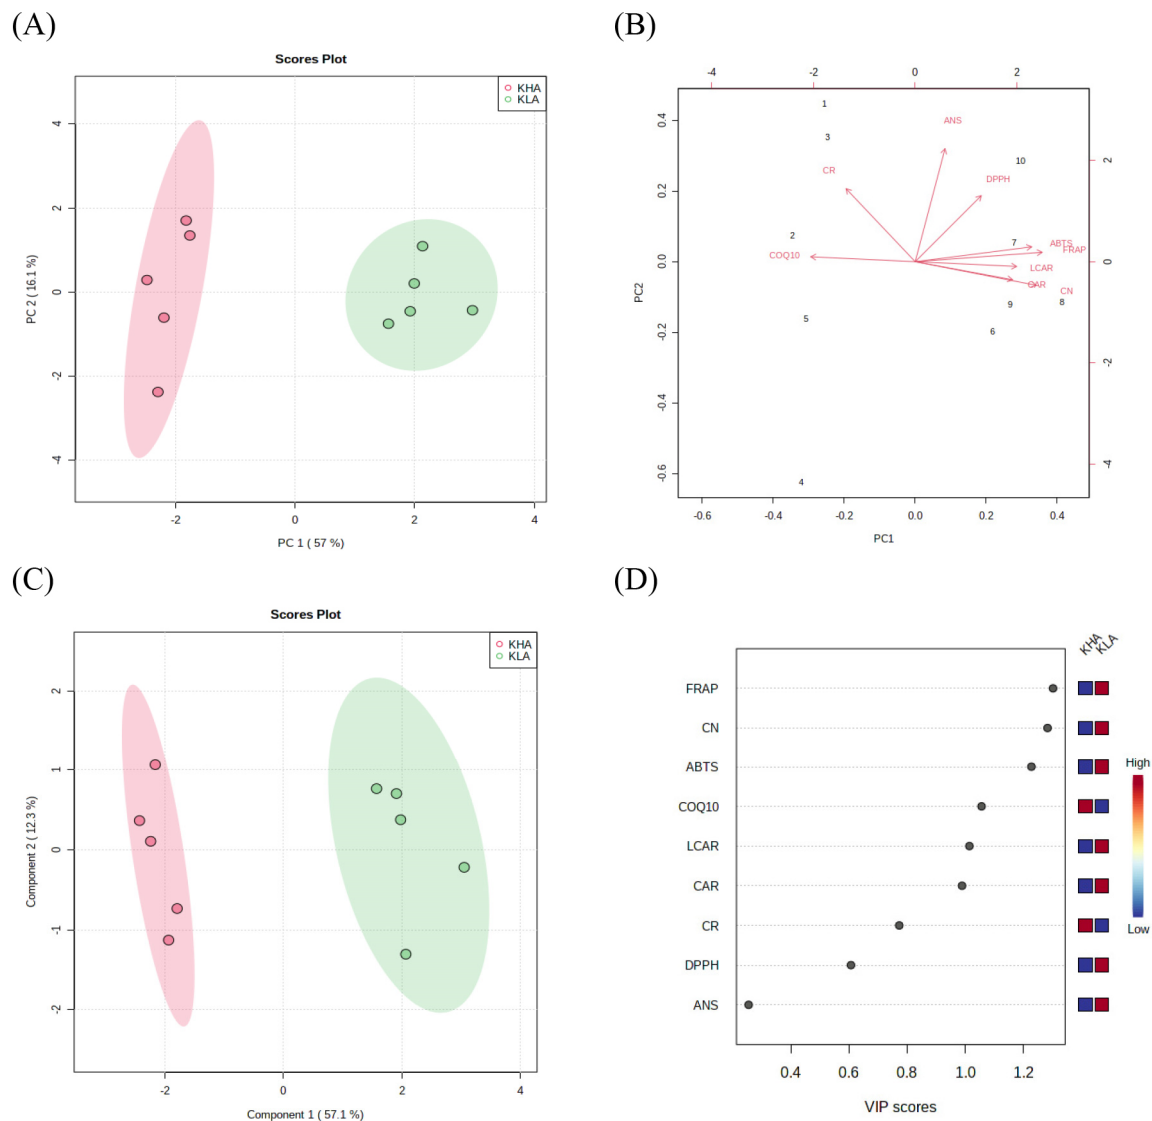 (A)
Scores Plot
KHA
KLA
4
2
0
-2
-4
PC 2 ( 16.1 %)
-2
0
2
4
PC 1 ( 57 %)
(B)
-4
-2
0
2
0.4
0.2
0.0
-0.2
-0.4
-0.6
PC2
1
3
ANS
CR
10
DPPH
2
COQ10
7
ABTS
FRAP
LCAR
CAR
CN
8
9
5
6
4
2
0
-2
-4
-0.6
-0.4
-0.2
0.0
0.2
0.4
PC1
(C)
Scores Plot
KHA
KLA
2
1
0
-1
-2
Component 2 ( 12.3 %)
-2
0
2
4
Component 1 ( 57.1 %)
(D)
KHA
KLA
FRAP
CN
ABTS
COQ10
LCAR
CAR
CR
DPPH
ANS
High
Low
0.4
0.6
0.8
1.0
1.2
VIP scores